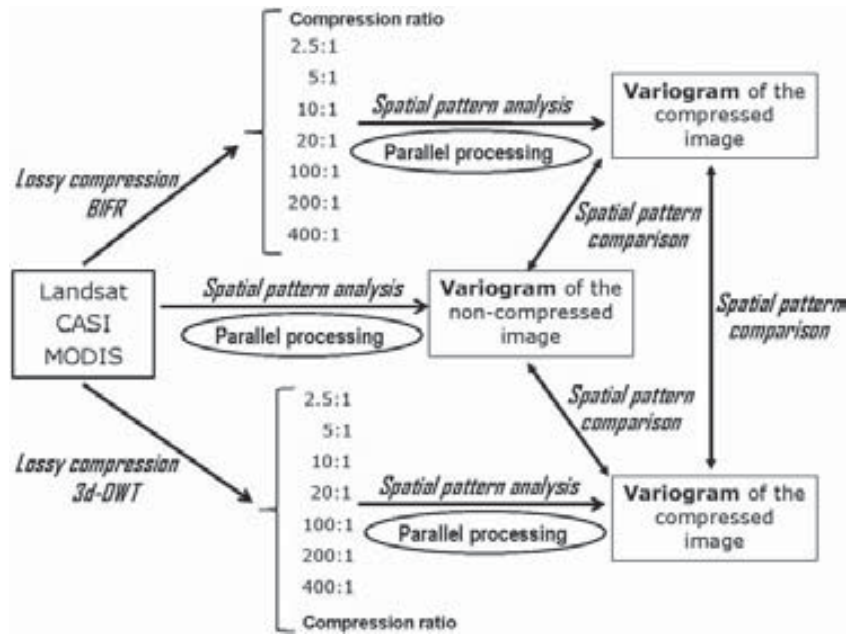 Compression ratio
2.5:1
5:1
10:1
20:1
100:1
200:1
400:1
Lossy compression
BIFR
Spatial pattern analysis
Parallel processing
Variogram of the
compressed
image
Spatial pattern
comparison
Landsat
CASI
MODIS
Spatial pattern analysis
Parallel processing
Variogram of the
non-compressed
image
Spatial pattern
comparison
Spatial pattern
comparison
Lossy compression
3d-DWT
2.5:1
5:1
10:1
20:1
100:1
200:1
400:1
Compression ratio
Spatial pattern analysis
Parallel processing
Variogram of the
compressed
image